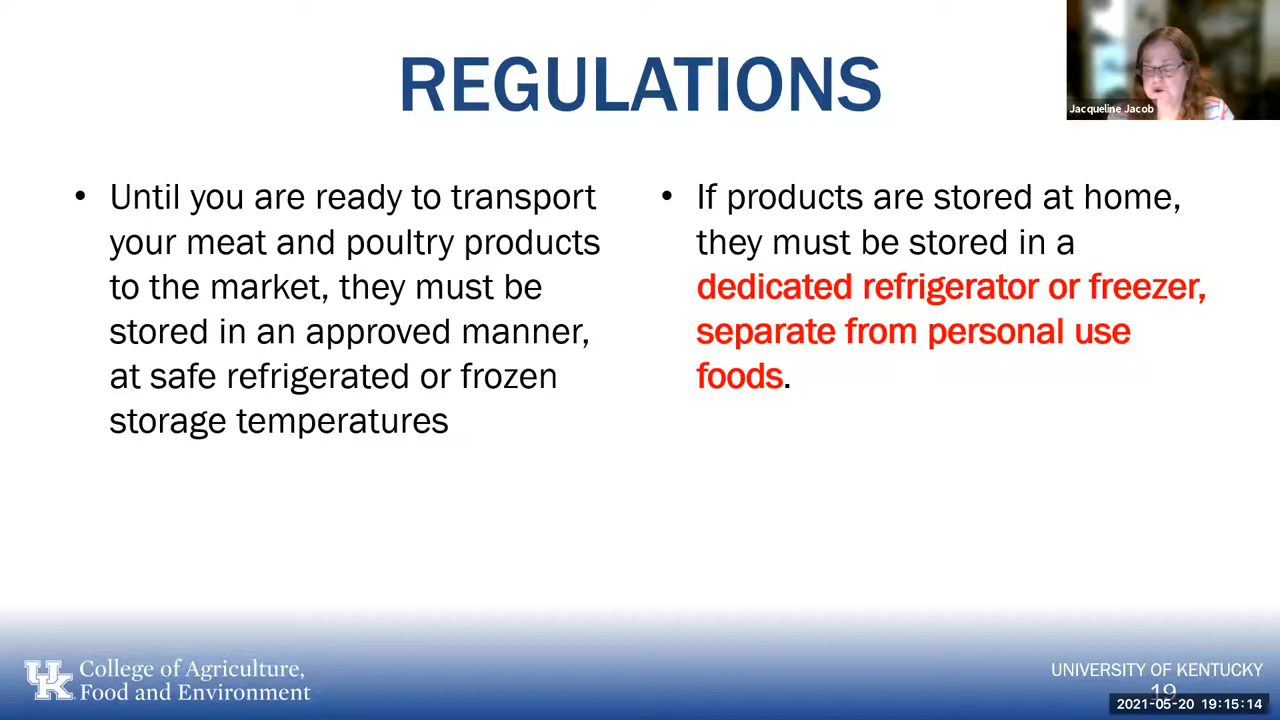 REGULATIONS
Jacqueline Jacob
• Until you are ready to transport
your meat and poultry products
to the market, they must be
stored in an approved manner,
at safe refrigerated or frozen
storage temperatures
• If products are stored at home,
they must be stored in a
dedicated refrigerator or freezer,
separate from personal use
foods.
UK
College of Agriculture,
Food and Environment
UNIVERSITY OF KENTUCKY
19
2021-05-20 19:15:14